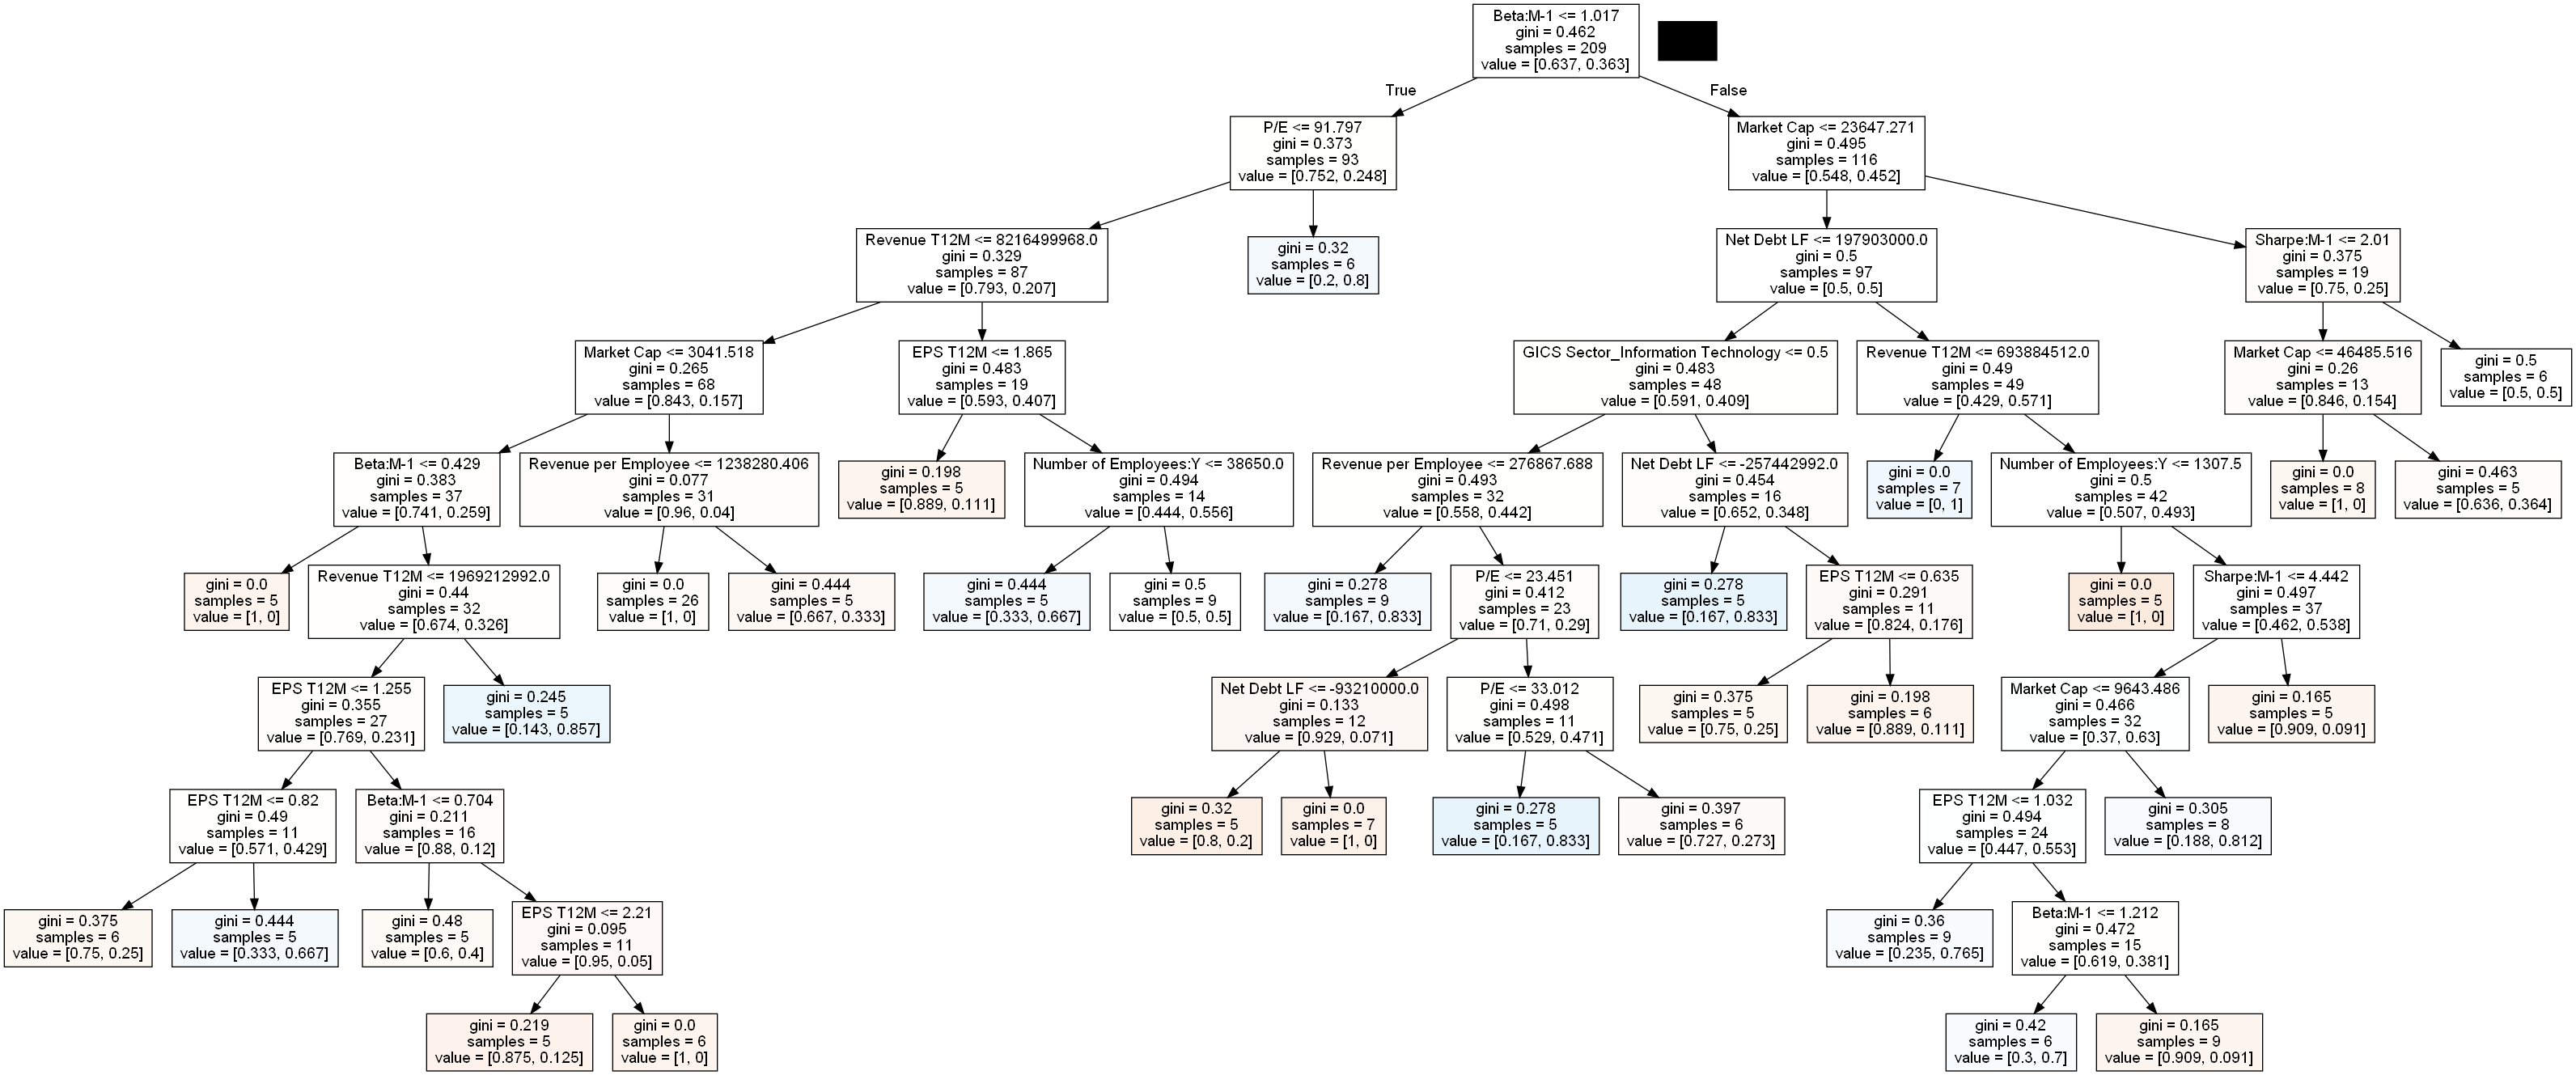 Beta:M-1 <= 1.017
gini = 0.462
samples = 209
value = [0.637, 0.363]
True
False
P/E <= 91.797
gini = 0.373
samples = 93
value = [0.752, 0.248]
Market Cap <= 23647.271
gini = 0.495
samples = 116
value = [0.548, 0.452]
Revenue T12M <= 8216499968.0
gini = 0.329
samples = 87
value = [0.793, 0.207]
gini = 0.32
samples = 6
value = [0.2, 0.8]
Net Debt LF <= 197903000.0
gini = 0.5
samples = 97
value = [0.5, 0.5]
Sharpe:M-1 <= 2.01
gini = 0.375
samples = 19
value = [0.75, 0.25]
Market Cap <= 3041.518
gini = 0.265
samples = 68
value = [0.843, 0.157]
EPS T12M <= 1.865
gini = 0.483
samples = 19
value = [0.593, 0.407]
GICS Sector_Information Technology <= 0.5
gini = 0.483
samples = 48
value = [0.591, 0.409]
Revenue T12M <= 693884512.0
gini = 0.49
samples = 49
value = [0.429, 0.571]
Market Cap <= 46485.516
gini = 0.26
samples = 13
value = [0.846, 0.154]
gini = 0.5
samples = 6
value = [0.5, 0.5]
Beta:M-1 <= 0.429
gini = 0.383
samples = 37
value = [0.741, 0.259]
Revenue per Employee <= 1238280.406
gini = 0.077
samples = 31
value = [0.96, 0.04]
gini = 0.198
samples = 5
value = [0.889, 0.111]
Number of Employees:Y <= 38650.0
gini = 0.494
samples = 14
value = [0.444, 0.556]
Revenue per Employee <= 276867.688
gini = 0.493
samples = 32
value = [0.558, 0.442]
Net Debt LF <= -257442992.0
gini = 0.454
samples = 16
value = [0.652, 0.348]
gini = 0.0
samples = 7
value = [0, 1]
Number of Employees:Y <= 1307.5
gini = 0.5
samples = 42
value = [0.507, 0.493]
gini = 0.0
samples = 8
value = [1, 0]
gini = 0.463
samples = 5
value = [0.636, 0.364]
gini = 0.0
samples = 5
value = [1, 0]
Revenue T12M <= 1969212992.0
gini = 0.44
samples = 32
value = [0.674, 0.326]
gini = 0.0
samples = 26
value = [1, 0]
gini = 0.444
samples = 5
value = [0.667, 0.333]
gini = 0.444
samples = 5
value = [0.333, 0.667]
gini = 0.5
samples = 9
value = [0.5, 0.5]
gini = 0.278
samples = 9
value = [0.167, 0.833]
P/E <= 23.451
gini = 0.412
samples = 23
value = [0.71, 0.29]
gini = 0.278
samples = 5
value = [0.167, 0.833]
EPS T12M <= 0.635
gini = 0.291
samples = 11
value = [0.824, 0.176]
gini = 0.0
samples = 5
value = [1, 0]
Sharpe:M-1 <= 4.442
gini = 0.497
samples = 37
value = [0.462, 0.538]
EPS T12M <= 1.255
gini = 0.355
samples = 27
value = [0.769, 0.231]
gini = 0.245
samples = 5
value = [0.143, 0.857]
Net Debt LF <= -93210000.0
gini = 0.133
samples = 12
value = [0.929, 0.071]
P/E <= 33.012
gini = 0.498
samples = 11
value = [0.529, 0.471]
gini = 0.375
samples = 5
value = [0.75, 0.25]
gini = 0.198
samples = 6
value = [0.889, 0.111]
Market Cap <= 9643.486
gini = 0.466
samples = 32
value = [0.37, 0.63]
gini = 0.165
samples = 5
value = [0.909, 0.091]
EPS T12M <= 0.82
gini = 0.49
samples = 11
value = [0.571, 0.429]
Beta:M-1 <= 0.704
gini = 0.211
samples = 16
value = [0.88, 0.12]
gini = 0.32
samples = 5
value = [0.8, 0.2]
gini = 0.0
samples = 7
value = [1, 0]
gini = 0.278
samples = 5
value = [0.167, 0.833]
gini = 0.397
samples = 6
value = [0.727, 0.273]
EPS T12M <= 1.032
gini = 0.494
samples = 24
value = [0.447, 0.553]
gini = 0.305
samples = 8
value = [0.188, 0.812]
gini = 0.375
samples = 6
value = [0.75, 0.25]
gini = 0.444
samples = 5
value = [0.333, 0.667]
gini = 0.48
samples = 5
value = [0.6, 0.4]
EPS T12M <= 2.21
gini = 0.095
samples = 11
value = [0.95, 0.05]
gini = 0.36
samples = 9
value = [0.235, 0.765]
Beta:M-1 <= 1.212
gini = 0.472
samples = 15
value = [0.619, 0.381]
gini = 0.219
samples = 5
value = [0.875, 0.125]
gini = 0.0
samples = 6
value = [1, 0]
gini = 0.42
samples = 6
value = [0.3, 0.7]
gini = 0.165
samples = 9
value = [0.909, 0.091]